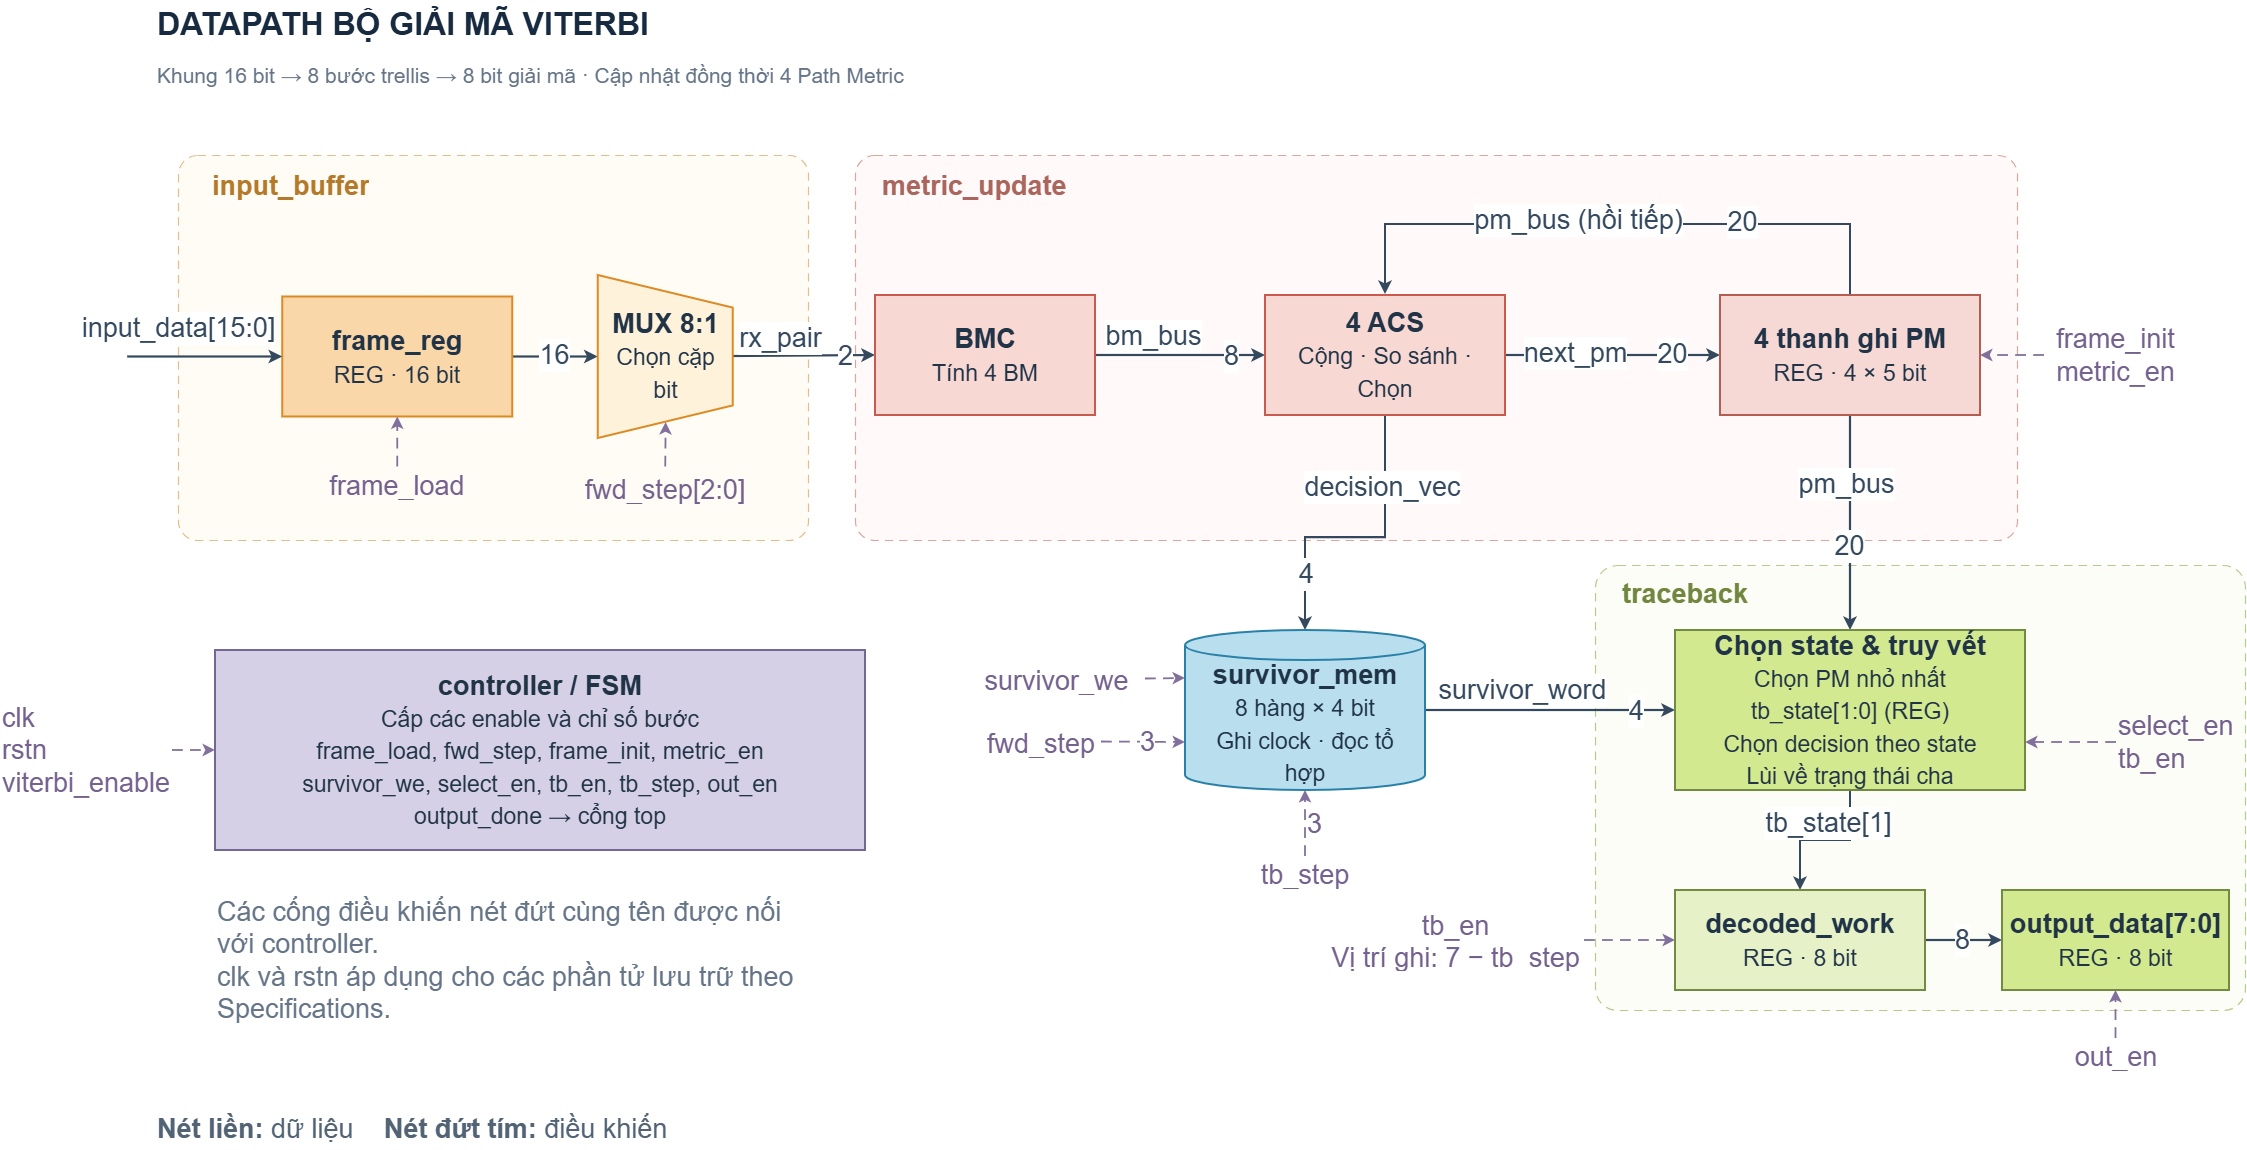 DATAPATH BỘ GIẢI MÃ VITERBI
Khung 16 bit → 8 bước trellis → 8 bit giải mã · Cập nhật đồng thời 4 Path Metric
input_buffer
input_data[15:0]
frame_reg
REG · 16 bit
16
MUX 8:1
Chọn cặp
bit
rx_pair
2
frame_load
fwd_step[2:0]
metric_update
pm_bus (hồi tiếp)
20
BMC
Tính 4 BM
bm_bus
8
4 ACS
Cộng · So sánh ·
Chọn
next_pm
20
4 thanh ghi PM
REG · 4 × 5 bit
frame_init
metric_en
decision_vec
4
pm_bus
20
controller / FSM
Cấp các enable và chỉ số bước
frame_load, fwd_step, frame_init, metric_en
survivor_we, select_en, tb_en, tb_step, out_en
output_done → cổng top
clk
rstn
viterbi_enable
survivor_we
fwd_step
3
survivor_mem
8 hàng × 4 bit
Ghi clock · đọc tổ
hợp
3
tb_step
survivor_word
4
traceback
Chọn state & truy vết
Chọn PM nhỏ nhất
tb_state[1:0] (REG)
Chọn decision theo state
Lùi về trạng thái cha
select_en
tb_en
tb_state[1]
tb_en
Vị trí ghi: 7 − tb_step
decoded_work
REG · 8 bit
8
output_data[7:0]
REG · 8 bit
out_en
Các cổng điều khiển nét đứt cùng tên được nối
với controller.
clk và rstn áp dụng cho các phần tử lưu trữ theo
Specifications.
Nét liền: dữ liệu Nét đứt tím: điều khiển